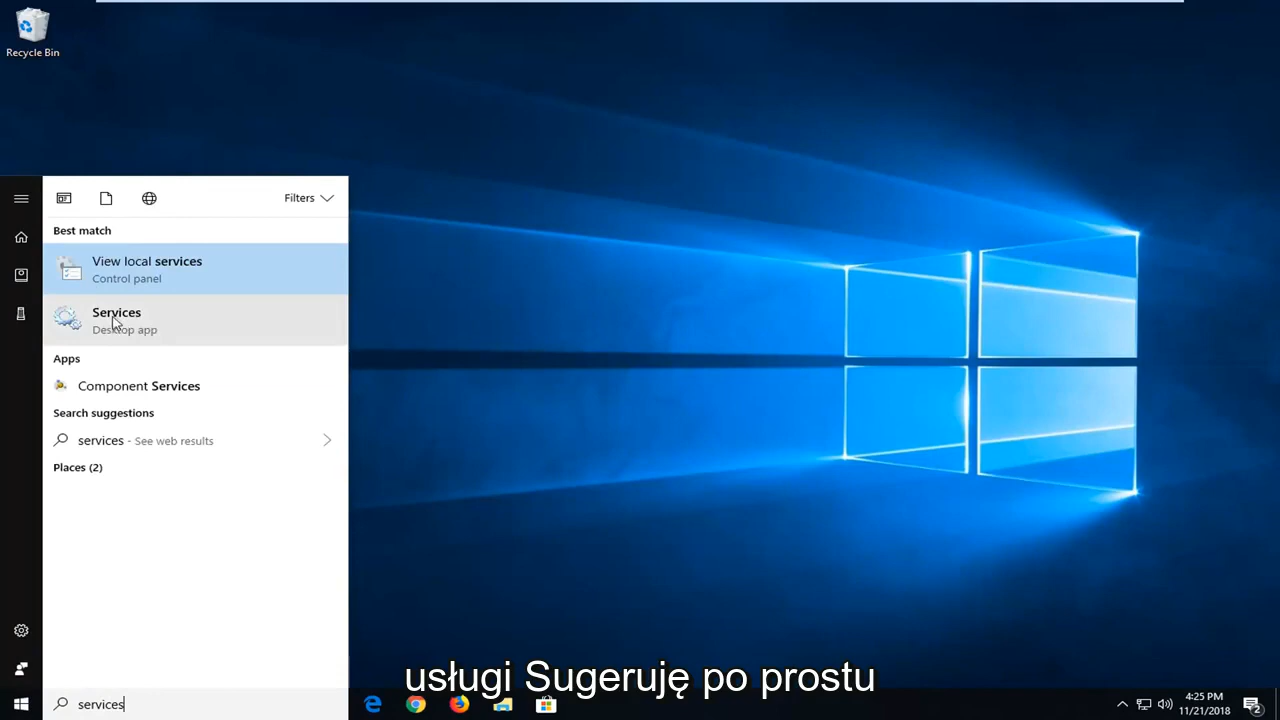 Recycle Bin
Filters
Best match
View local services
Control panel
Services
Desktop app
Apps
Component Services
Search suggestions
services - See web results
Places (2)
usługi Sugeruję po prostu
services
4:25 PM
11/21/2018
2